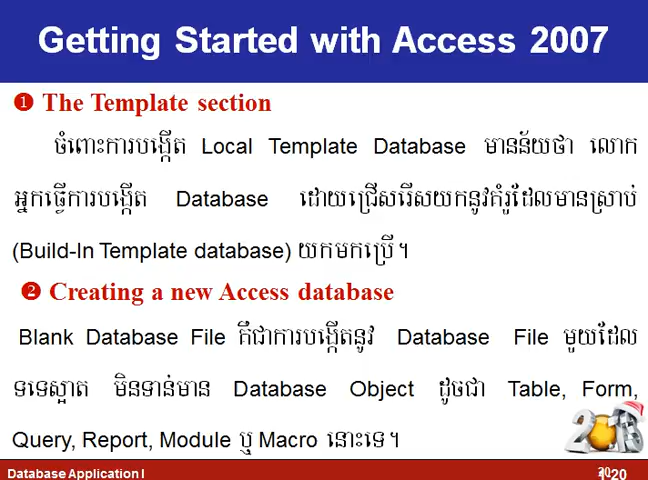 Getting Started with Access 2007
❶ The Template section
ចំពោះការបង្កើត Local Template Database មានន័យថា លោក
អ្នកធ្វើការបង្កើត Database ដោយជ្រើសរើសយកនូវគំរូដែលមានស្រាប់
(Build-In Template database) យកមកប្រើ។
❷ Creating a new Access database
Blank Database File គឺជាការបង្កើតនូវ Database File មួយដែល
ទទេស្អាត មិនទាន់មាន Database Object ដូចជា Table, Form,
Query, Report, Module ឬ Macro នោះទេ។
2018
Database Application I
1-20